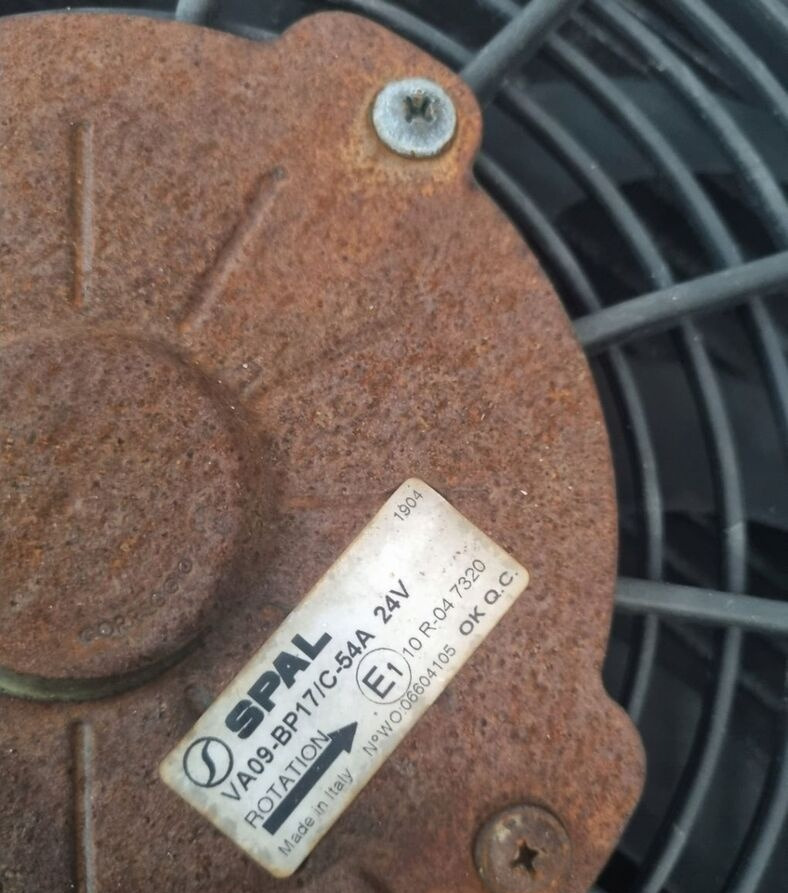 1904
SPAL
VA09-BP17/C-54A 24V
ROTATION E1 10 R-04 7320
Made in Italy N°WO:06604105 OK Q.C.